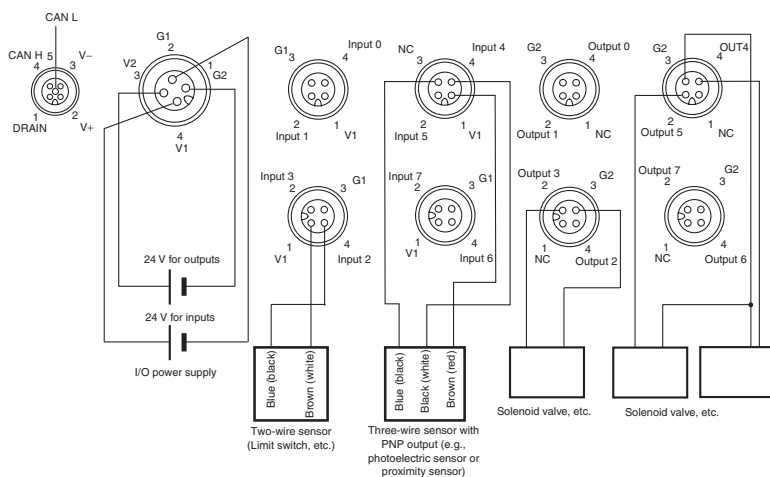 CAN L
CAN H 4 5 3 V–
DRAIN 1 2 V+
G1
2
V2 3 1 G2
4
V1
G1 3 4 Input 0
2 1
Input 1 V1
NC 3 4 Input 4
2 1
Input 5 V1
G2 3 4 Output 0
2 1
Output 1 NC
G2 3 4 OUT4
2 1
Output 5 NC
Input 3 2 3 G1
1 4
V1 Input 2
Input 7 2 3 G1
1 4
V1 Input 6
Output 3 2 3 G2
1 4
NC Output 2
Output 7 2 3 G2
1 4
NC Output 6
24 V for outputs
24 V for inputs
I/O power supply
Blue (black)
Brown (white)
Two-wire sensor
(Limit switch, etc.)
Blue (black)
Black (white)
Brown (red)
Three-wire sensor with
PNP output (e.g.,
photoelectric sensor or
proximity sensor)
Solenoid valve, etc.
Solenoid valve, etc.